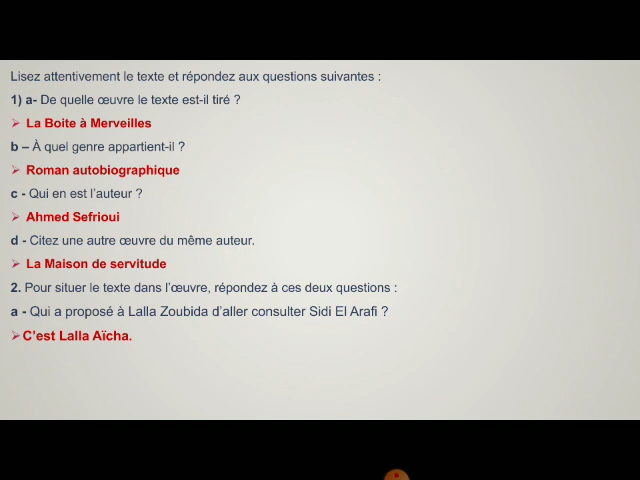 Lisez attentivement le texte et répondez aux questions suivantes :
1) a- De quelle œuvre le texte est-il tiré ?
➢ La Boite à Merveilles
b – À quel genre appartient-il ?
➢ Roman autobiographique
c - Qui en est l'auteur ?
➢ Ahmed Sefrioui
d - Citez une autre œuvre du même auteur.
➢ La Maison de servitude
2. Pour situer le texte dans l'œuvre, répondez à ces deux questions :
a - Qui a proposé à Lalla Zoubida d'aller consulter Sidi El Arafi ?
➢C'est Lalla Aïcha.